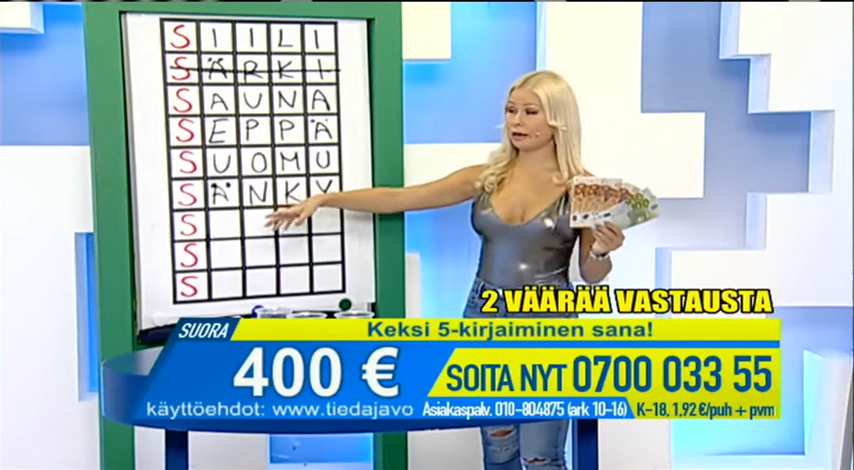 SIILI
SÄRKI
SAUNA
SEPPÄ
SUOMU
SÄNKY
S
S
S
2 VÄÄRÄÄ VASTAUSTA
SUORA
Keksi 5-kirjaiminen sana!
400 €
SOITA NYT 0700 033 55
käyttöehdot: www.tiedajavo
Asiakaspalv. 010-804875 (ark 10-16)
K-18, 1,92 €/puh + pvm